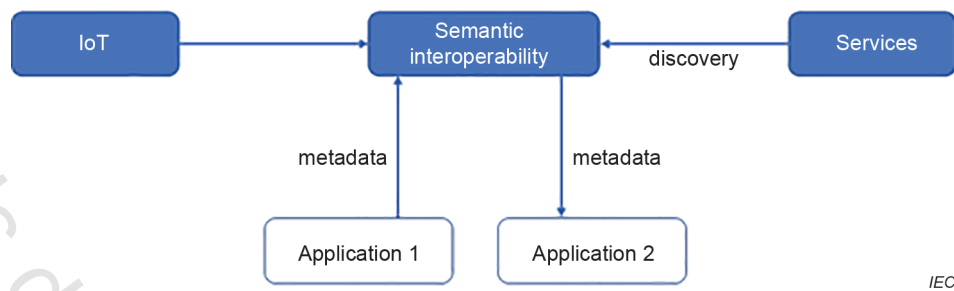 IoT
Semantic
interoperability
Services
discovery
metadata
metadata
Application 1
Application 2
IEC